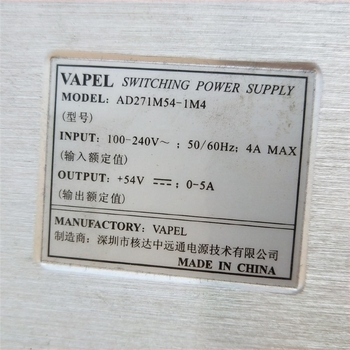 VAPEL SWITCHING POWER SUPPLY
MODEL: AD271M54-1M4
(型号)
INPUT: 100-240V～; 50/60Hz; 4A MAX
(输入额定值)
OUTPUT: +54V ⎓; 0-5A
(输出额定值)
MANUFACTORY: VAPEL
制造商: 深圳市核达中远通电源技术有限公司
MADE IN CHINA